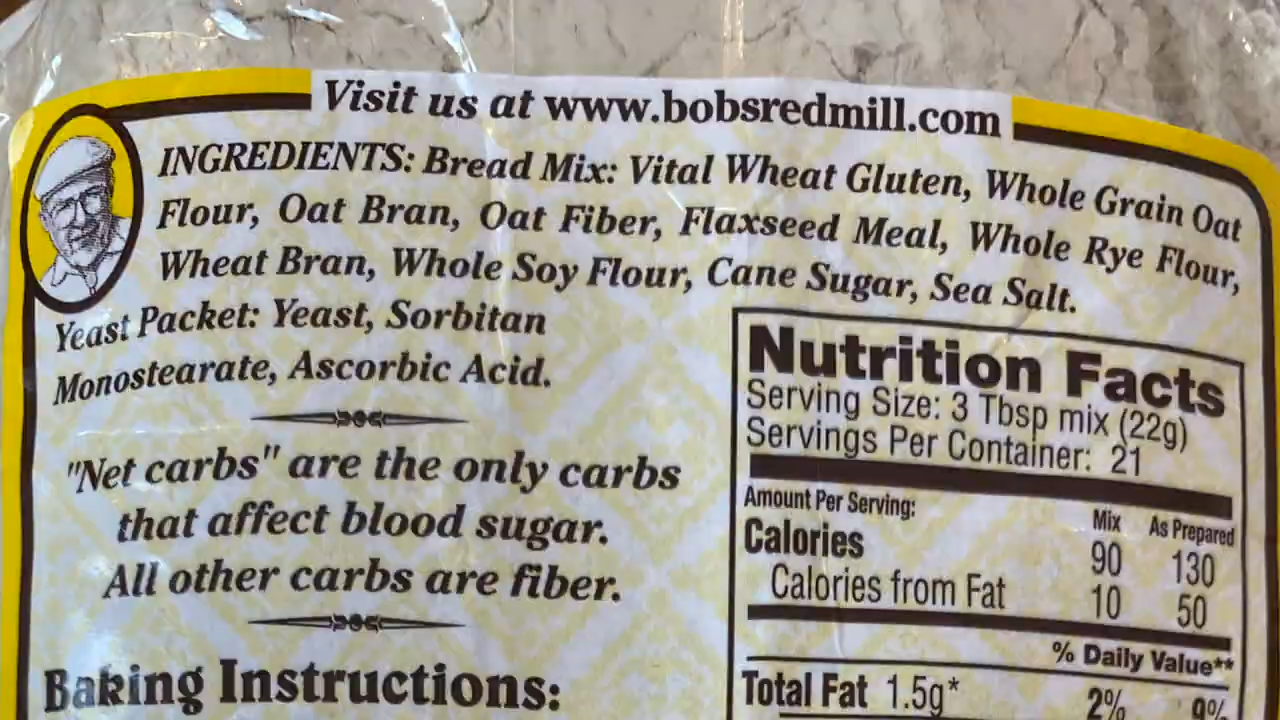 Visit us at www.bobsredmill.com
INGREDIENTS: Bread Mix: Vital Wheat Gluten, Whole Grain Oat
Flour, Oat Bran, Oat Fiber, Flaxseed Meal, Whole Rye Flour,
Wheat Bran, Whole Soy Flour, Cane Sugar, Sea Salt.
Yeast Packet: Yeast, Sorbitan
Monostearate, Ascorbic Acid.
"Net carbs" are the only carbs
that affect blood sugar.
All other carbs are fiber.
Baking Instructions:
Nutrition Facts
Serving Size: 3 Tbsp mix (22g)
Servings Per Container: 21
Amount Per Serving:
Mix As Prepared
Calories 90 130
Calories from Fat 10 50
% Daily Value**
Total Fat 1.5g* 2% 9%